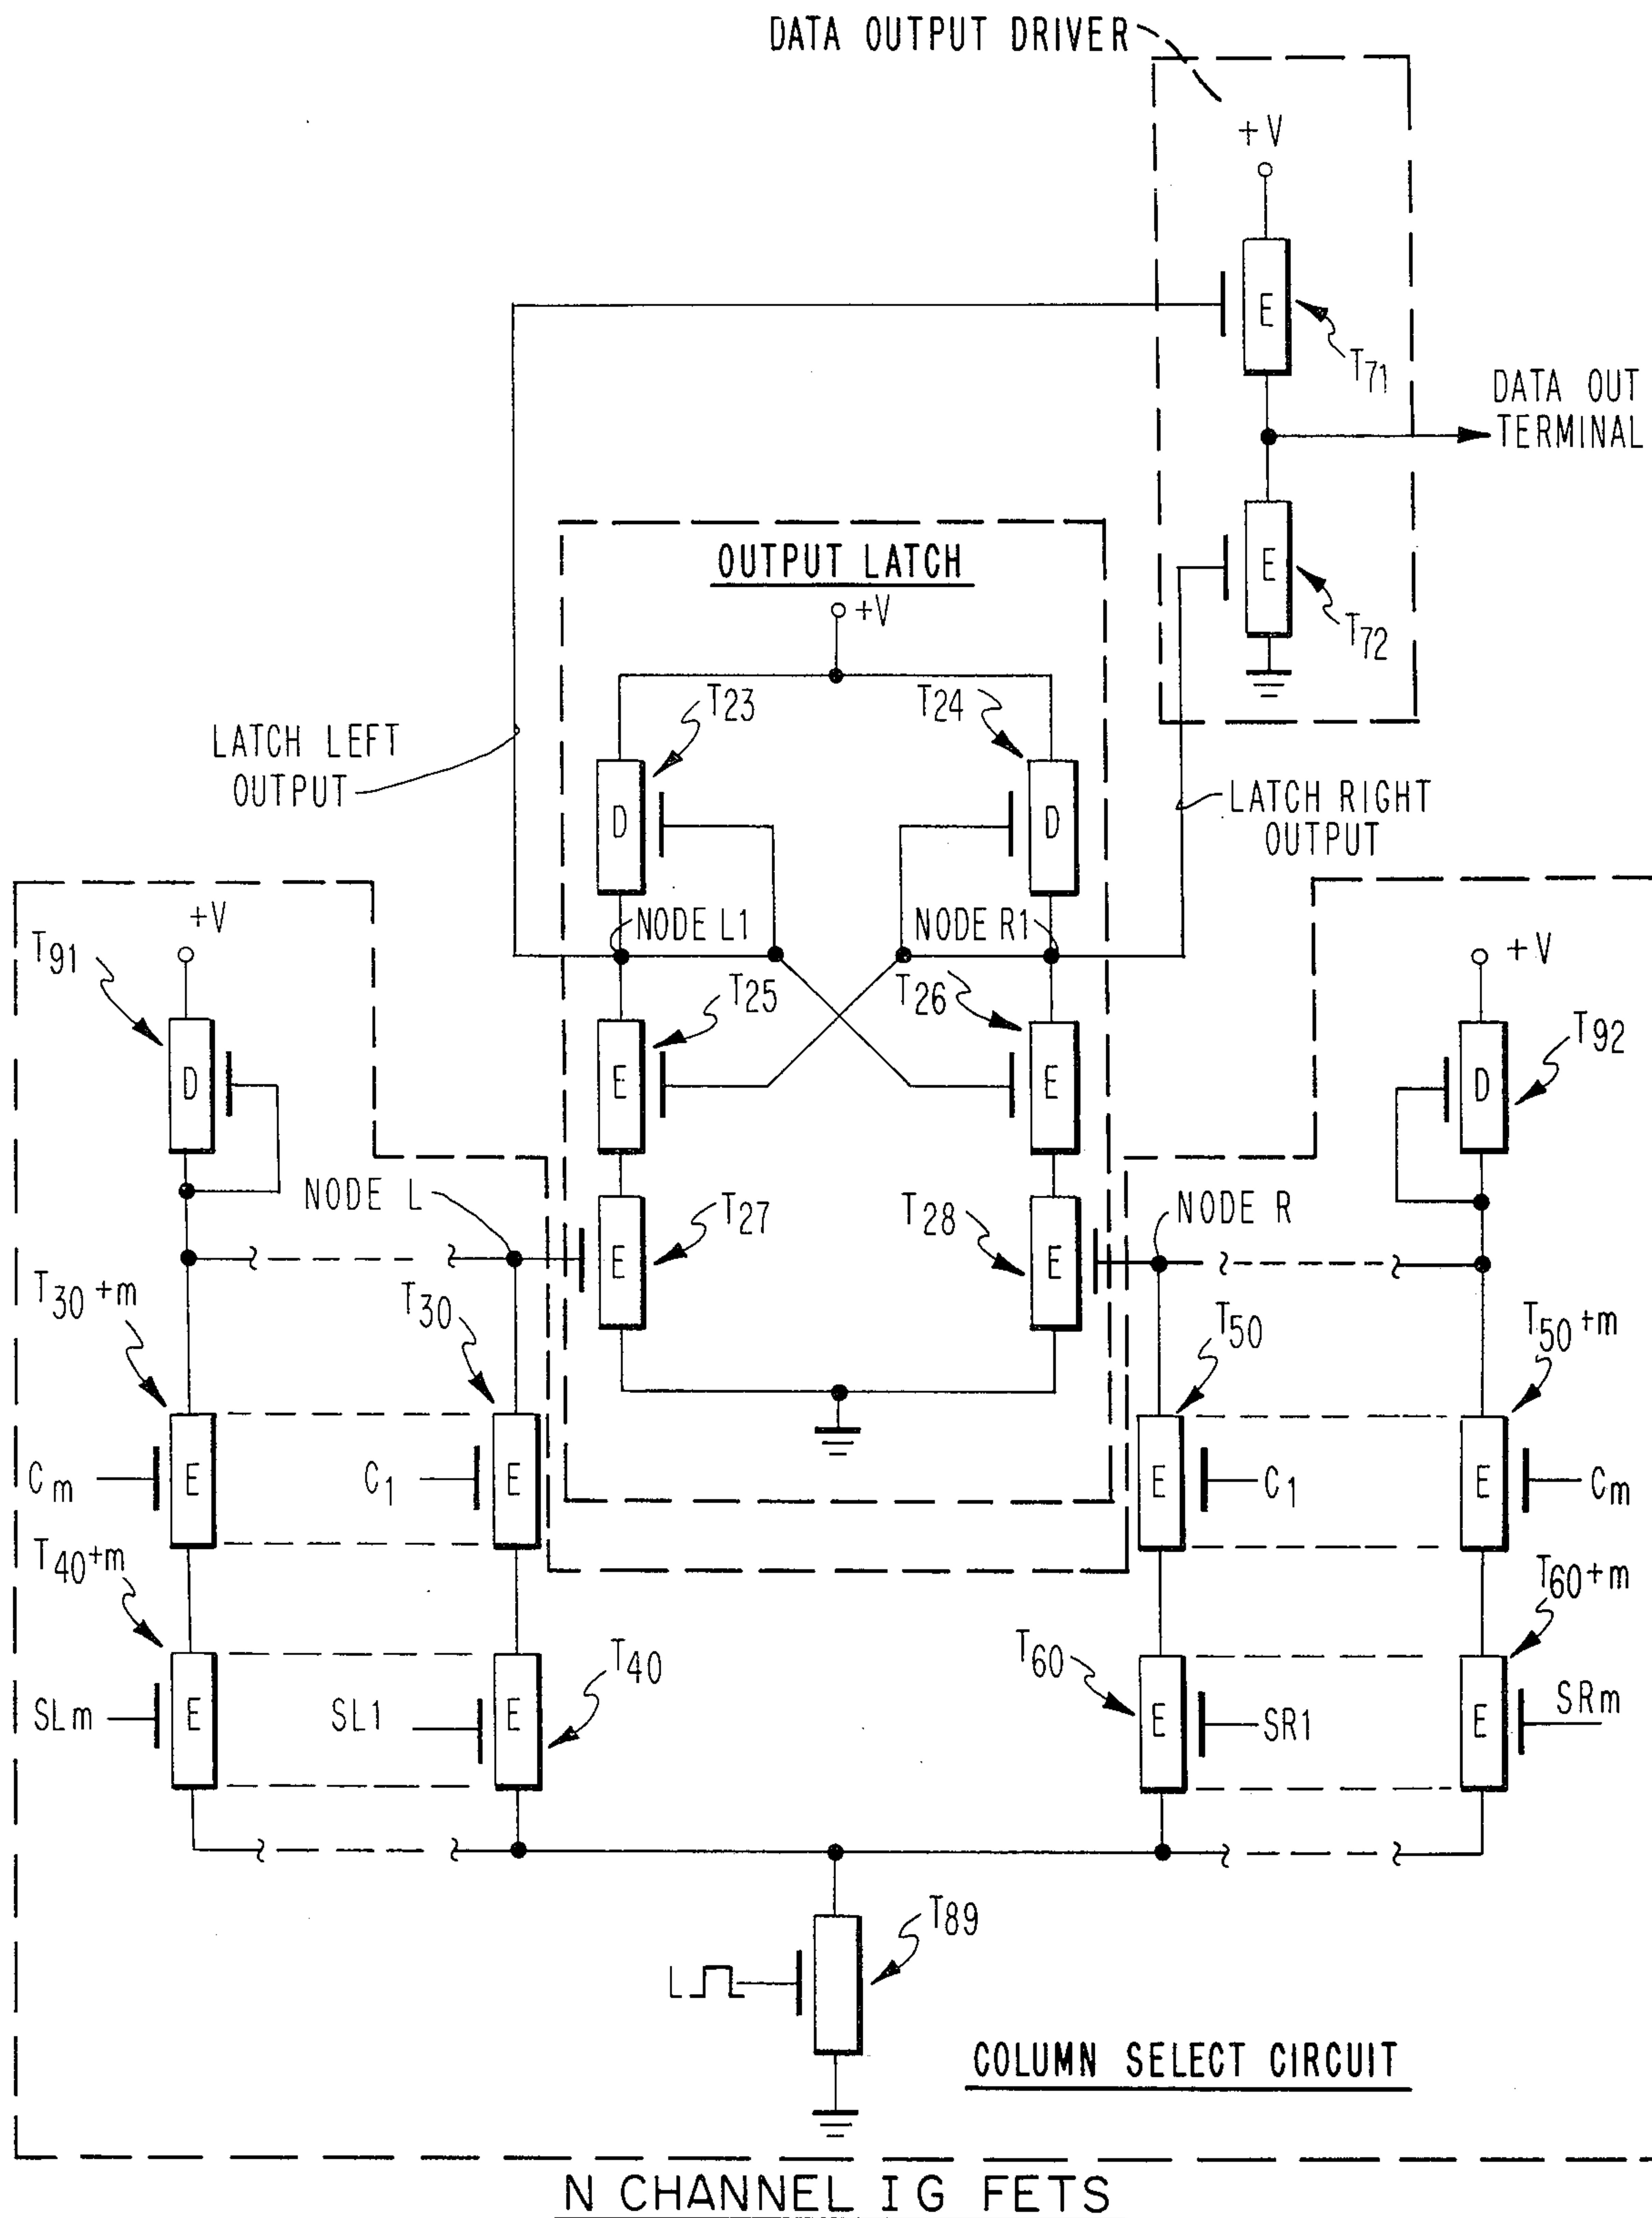 DATA OUTPUT DRIVER
+V
E
T71
DATA OUT
TERMINAL
E
T72
OUTPUT LATCH
+V
T23
T24
LATCH LEFT
OUTPUT
D
D
LATCH RIGHT
OUTPUT
NODE L1
NODE R1
+V
T91
D
T25
T26
E
E
+V
T92
D
NODE L
T27
T28
E
E
NODE R
T30+m
T30
T50
T50+m
Cm
E
C1
E
E
C1
E
Cm
T40+m
T40
T60
T60+m
SLm
E
SL1
E
E
SR1
E
SRm
T89
L
COLUMN SELECT CIRCUIT
N CHANNEL IG FETS